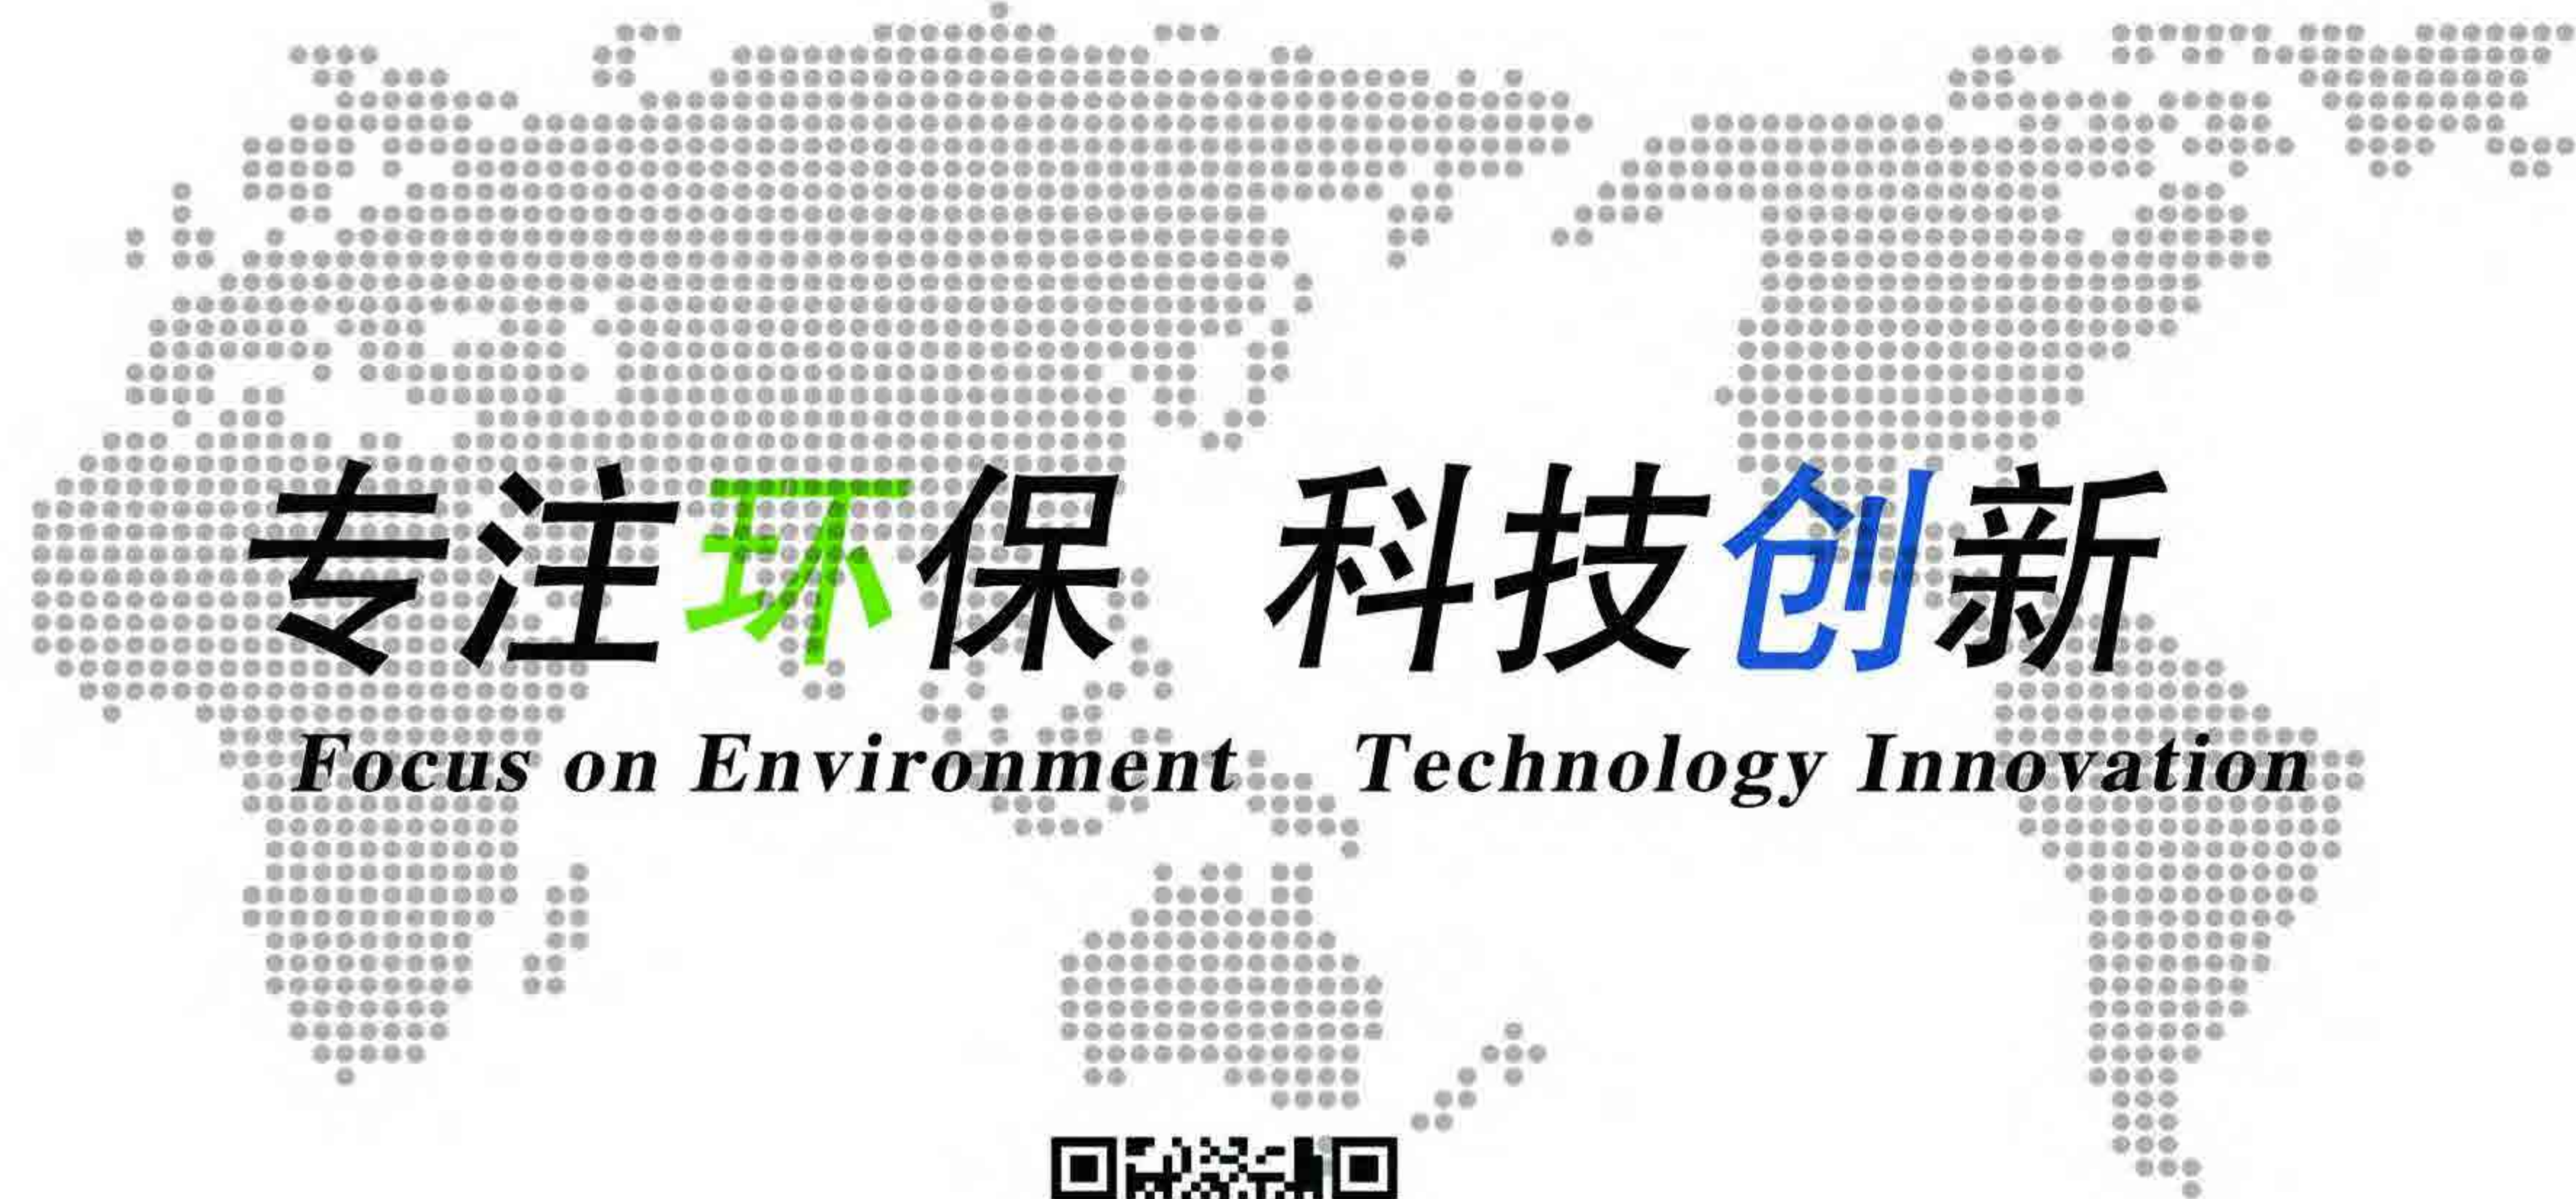 专注环保 科技创新
Focus on Environment Technology Innovation